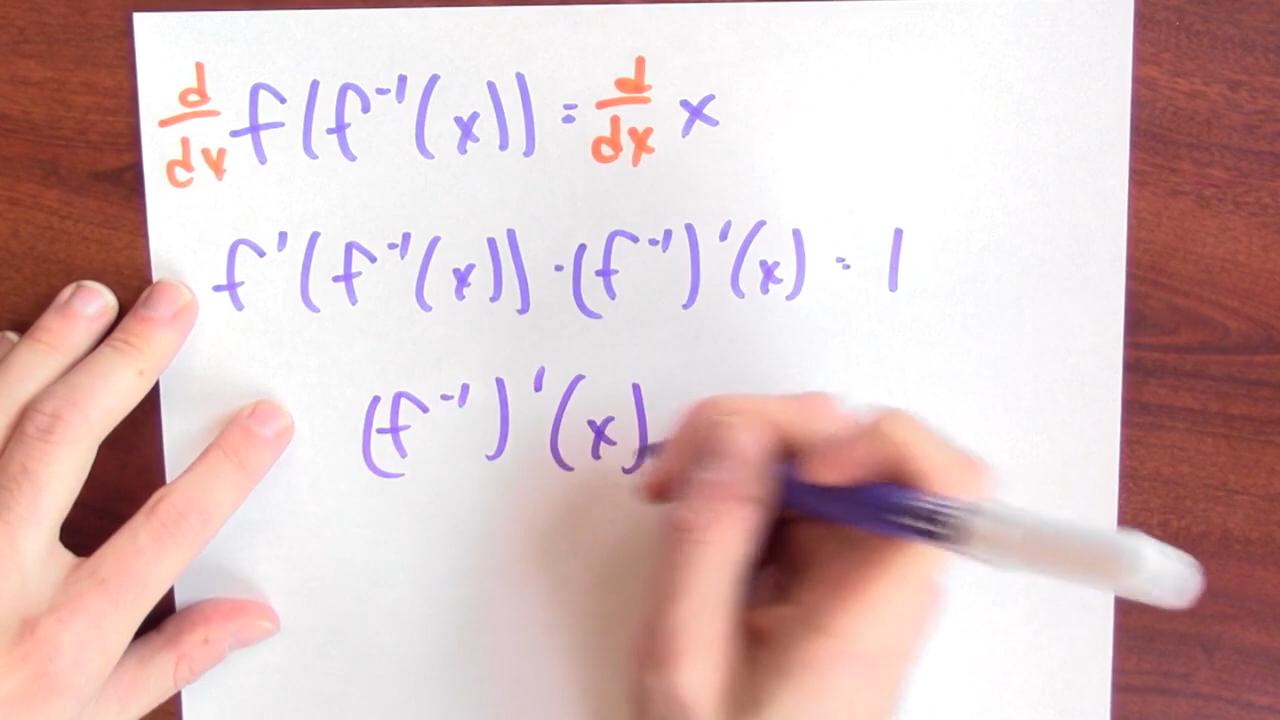 d/dx f(f⁻¹(x)) = d/dx x
f'(f⁻¹(x)) · (f⁻¹)'(x) = 1
(f⁻¹)'(x)